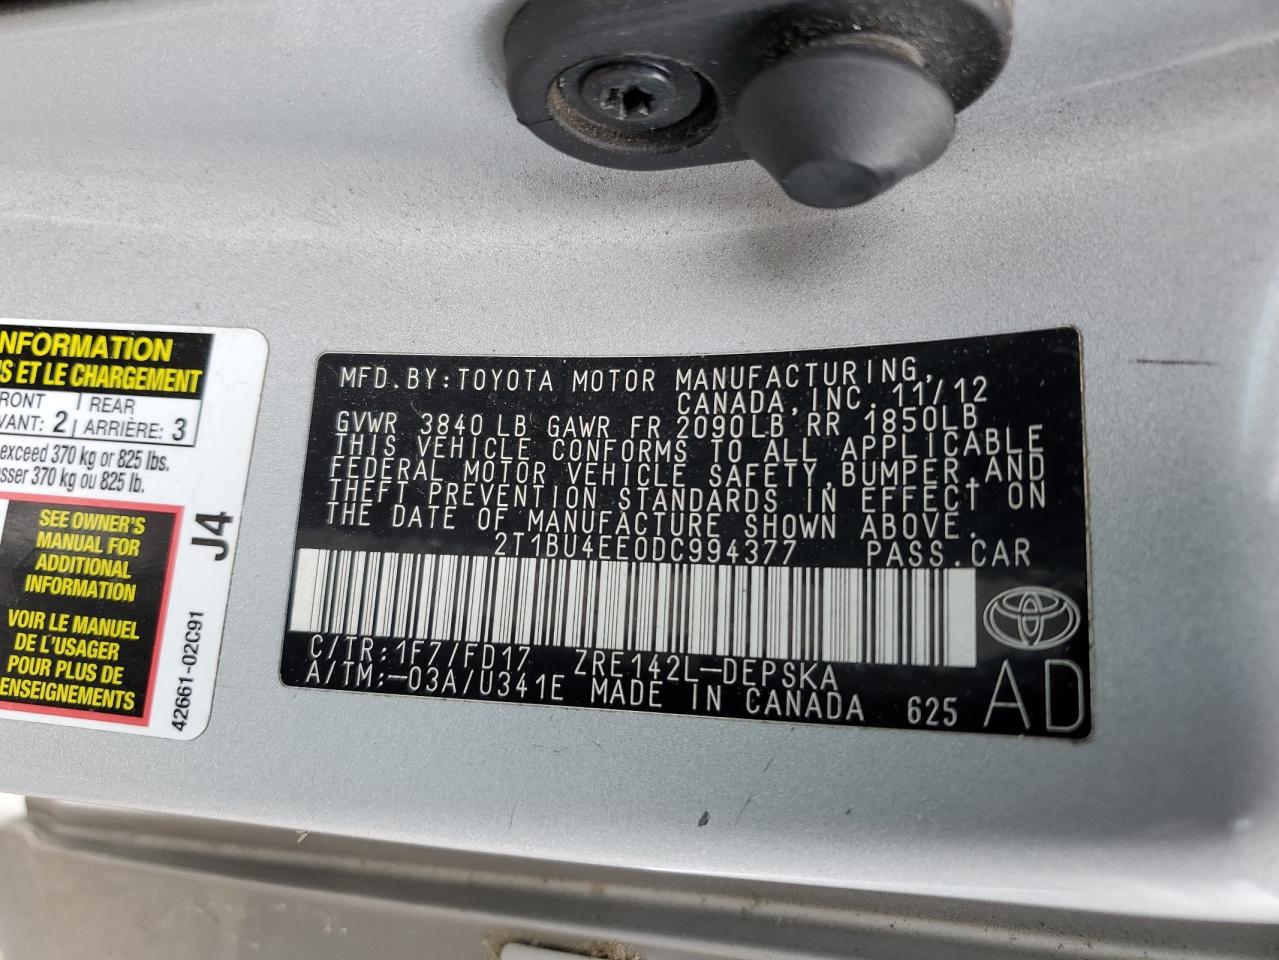 NFORMATION
S ET LE CHARGEMENT
RONT
VANT: 2
REAR
ARRIÈRE: 3
exceed 370 kg or 825 lbs.
sser 370 kg ou 825 lb.
SEE OWNER'S
MANUAL FOR
ADDITIONAL
INFORMATION
VOIR LE MANUEL
DE L'USAGER
POUR PLUS DE
ENSEIGNEMENTS
J4
42661-02C91
MFD.BY:TOYOTA MOTOR MANUFACTURING,
CANADA,INC.11/12
GVWR 3840LB GAWR FR 2090LB RR 1850LB
THIS VEHICLE CONFORMS TO ALL APPLICABLE
FEDERAL MOTOR VEHICLE SAFETY,BUMPER,AND
THEFT PREVENTION STANDARDS IN EFFECT ON
THE DATE OF MANUFACTURE SHOWN ABOVE.
2T1BU4EE0DC994377 PASS.CAR
C/TR:1F7/FD17 ZRE142L-DEPSKA
A/TM:-03A/U341E MADE IN CANADA 625 AD